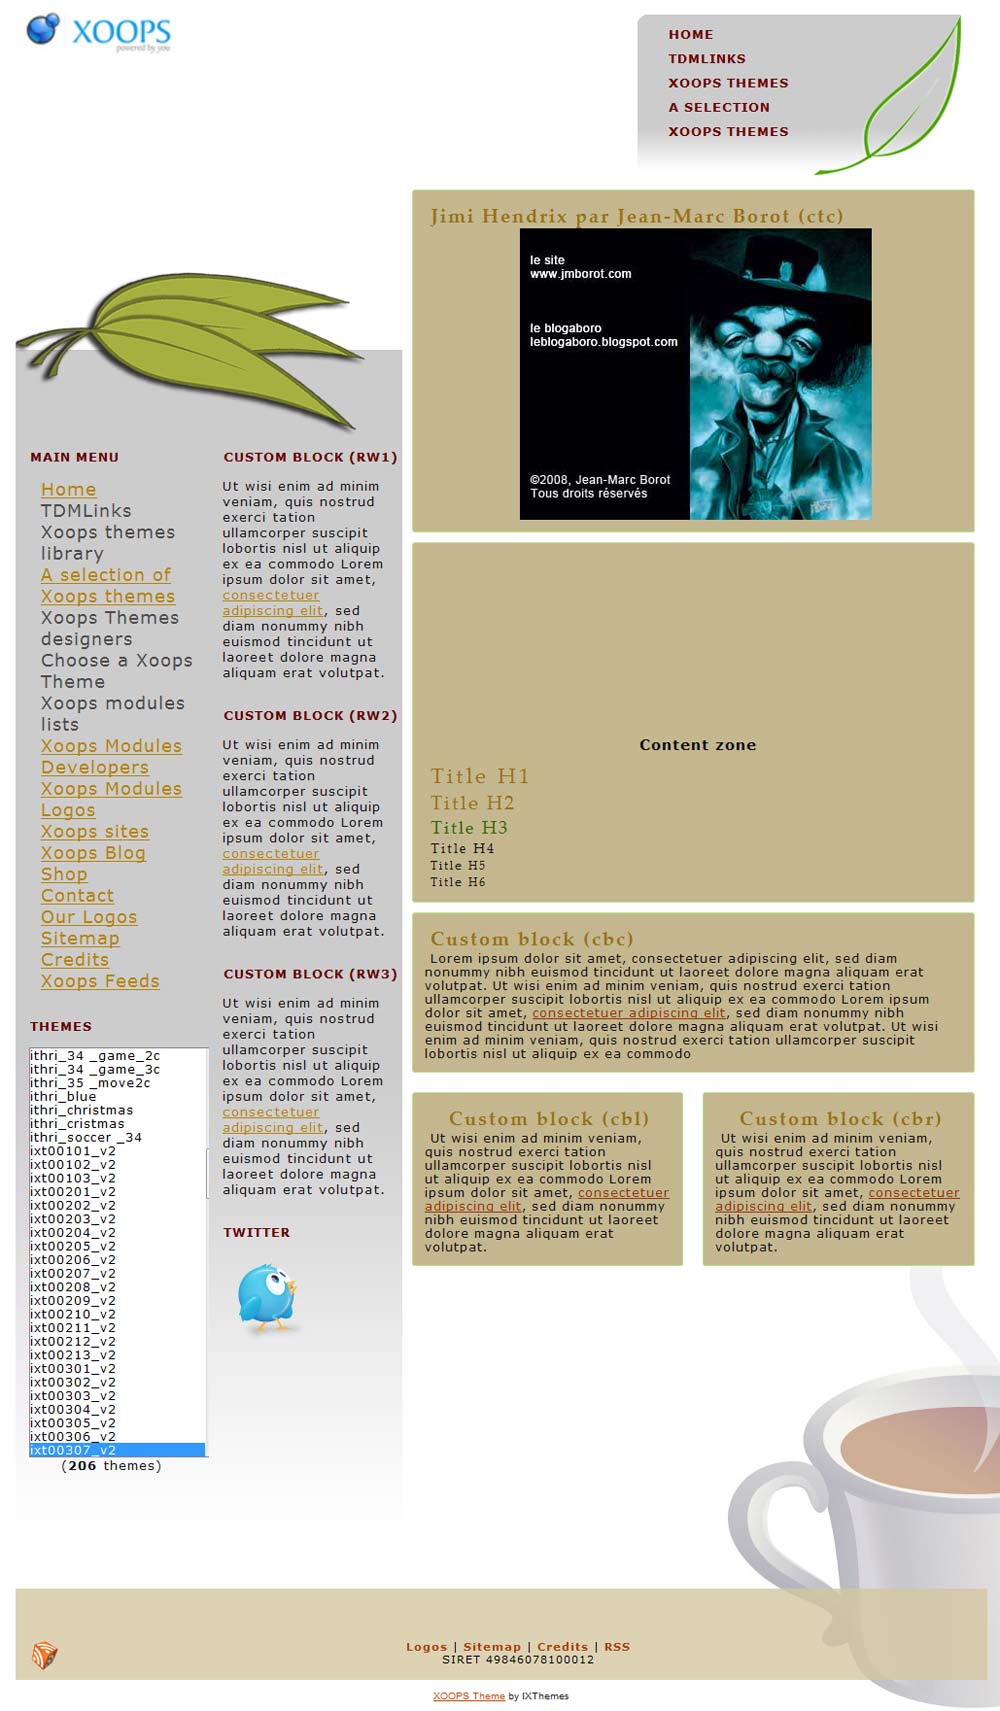 XOOPS
powered by you
HOME
TDMLINKS
XOOPS THEMES
A SELECTION
XOOPS THEMES
Jimi Hendrix par Jean-Marc Borot (ctc)
le site
www.jmborot.com
le blogaboro
leblogaboro.blogspot.com
©2008, Jean-Marc Borot
Tous droits réservés
MAIN MENU
Home
TDMLinks
Xoops themes
library
A selection of
Xoops themes
Xoops Themes
designers
Choose a Xoops
Theme
Xoops modules
lists
Xoops Modules
Developers
Xoops Modules
Logos
Xoops sites
Xoops Blog
Shop
Contact
Our Logos
Sitemap
Credits
Xoops Feeds
THEMES
ithri_34 _game_2c
ithri_34 _game_3c
ithri_35 _move2c
ithri_blue
ithri_christmas
ithri_cristmas
ithri_soccer _34
ixt00101_v2
ixt00102_v2
ixt00103_v2
ixt00201_v2
ixt00202_v2
ixt00203_v2
ixt00204_v2
ixt00205_v2
ixt00206_v2
ixt00207_v2
ixt00208_v2
ixt00209_v2
ixt00210_v2
ixt00211_v2
ixt00212_v2
ixt00213_v2
ixt00301_v2
ixt00302_v2
ixt00303_v2
ixt00304_v2
ixt00305_v2
ixt00306_v2
ixt00307_v2
(206 themes)
CUSTOM BLOCK (RW1)
Ut wisi enim ad minim
veniam, quis nostrud
exerci tation
ullamcorper suscipit
lobortis nisl ut aliquip
ex ea commodo Lorem
ipsum dolor sit amet,
consectetuer
adipiscing elit, sed
diam nonummy nibh
euismod tincidunt ut
laoreet dolore magna
aliquam erat volutpat.
CUSTOM BLOCK (RW2)
Ut wisi enim ad minim
veniam, quis nostrud
exerci tation
ullamcorper suscipit
lobortis nisl ut aliquip
ex ea commodo Lorem
ipsum dolor sit amet,
consectetuer
adipiscing elit, sed
diam nonummy nibh
euismod tincidunt ut
laoreet dolore magna
aliquam erat volutpat.
CUSTOM BLOCK (RW3)
Ut wisi enim ad minim
veniam, quis nostrud
exerci tation
ullamcorper suscipit
lobortis nisl ut aliquip
ex ea commodo Lorem
ipsum dolor sit amet,
consectetuer
adipiscing elit, sed
diam nonummy nibh
euismod tincidunt ut
laoreet dolore magna
aliquam erat volutpat.
TWITTER
Content zone
Title H1
Title H2
Title H3
Title H4
Title H5
Title H6
Custom block (cbc)
Lorem ipsum dolor sit amet, consectetuer adipiscing elit, sed diam
nonummy nibh euismod tincidunt ut laoreet dolore magna aliquam erat
volutpat. Ut wisi enim ad minim veniam, quis nostrud exerci tation
ullamcorper suscipit lobortis nisl ut aliquip ex ea commodo Lorem ipsum
dolor sit amet, consectetuer adipiscing elit, sed diam nonummy nibh
euismod tincidunt ut laoreet dolore magna aliquam erat volutpat. Ut wisi
enim ad minim veniam, quis nostrud exerci tation ullamcorper suscipit
lobortis nisl ut aliquip ex ea commodo
Custom block (cbl)
Ut wisi enim ad minim veniam,
quis nostrud exerci tation
ullamcorper suscipit lobortis nisl
ut aliquip ex ea commodo Lorem
ipsum dolor sit amet, consectetuer
adipiscing elit, sed diam nonummy
nibh euismod tincidunt ut laoreet
dolore magna aliquam erat
volutpat.
Custom block (cbr)
Ut wisi enim ad minim veniam,
quis nostrud exerci tation
ullamcorper suscipit lobortis nisl
ut aliquip ex ea commodo Lorem
ipsum dolor sit amet, consectetuer
adipiscing elit, sed diam nonummy
nibh euismod tincidunt ut laoreet
dolore magna aliquam erat
volutpat.
Logos | Sitemap | Credits | RSS
SIRET 49846078100012
XOOPS Theme by IXThemes